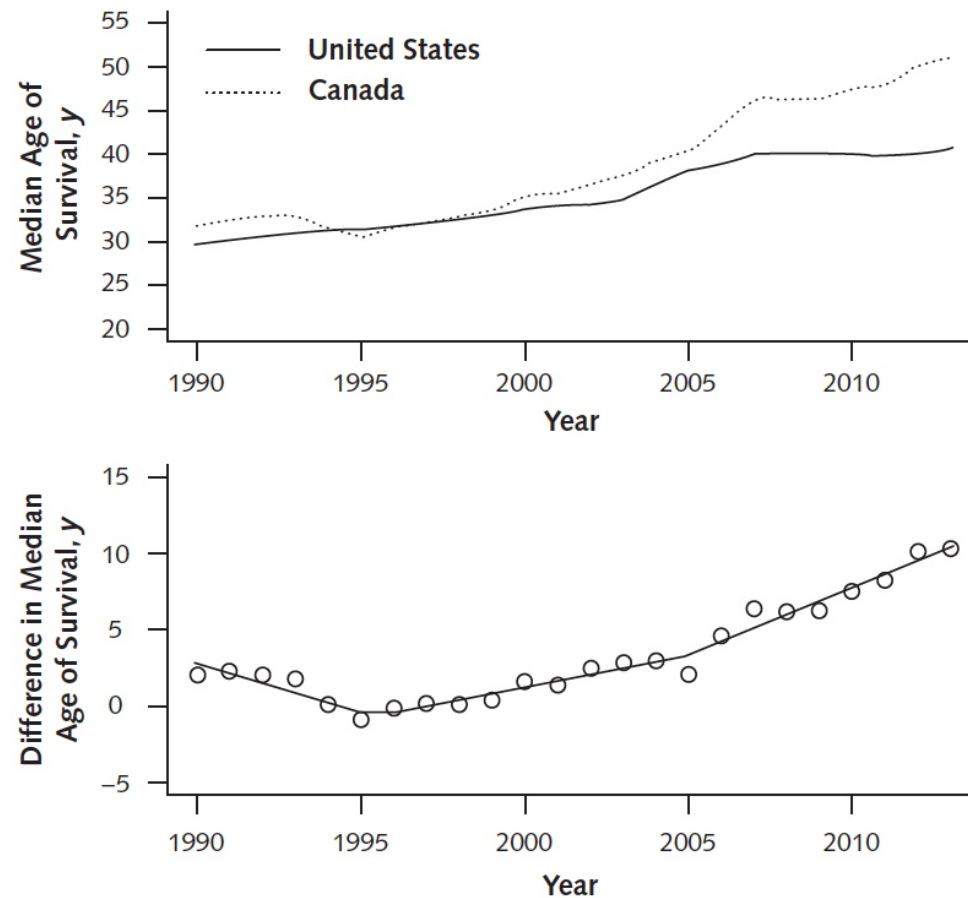 55
50
45
40
35
30
25
20
Median Age of
Survival, y
United States
Canada
1990 1995 2000 2005 2010
Year
15
10
5
0
–5
Difference in Median
Age of Survival, y
1990 1995 2000 2005 2010
Year